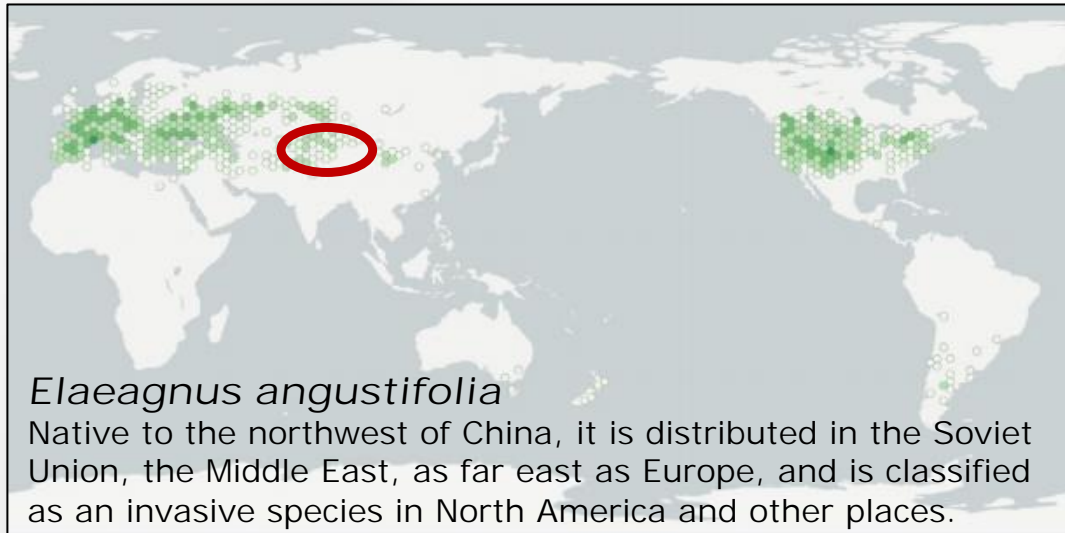 Elaeagnus angustifolia
Native to the northwest of China, it is distributed in the Soviet
Union, the Middle East, as far east as Europe, and is classified
as an invasive species in North America and other places.